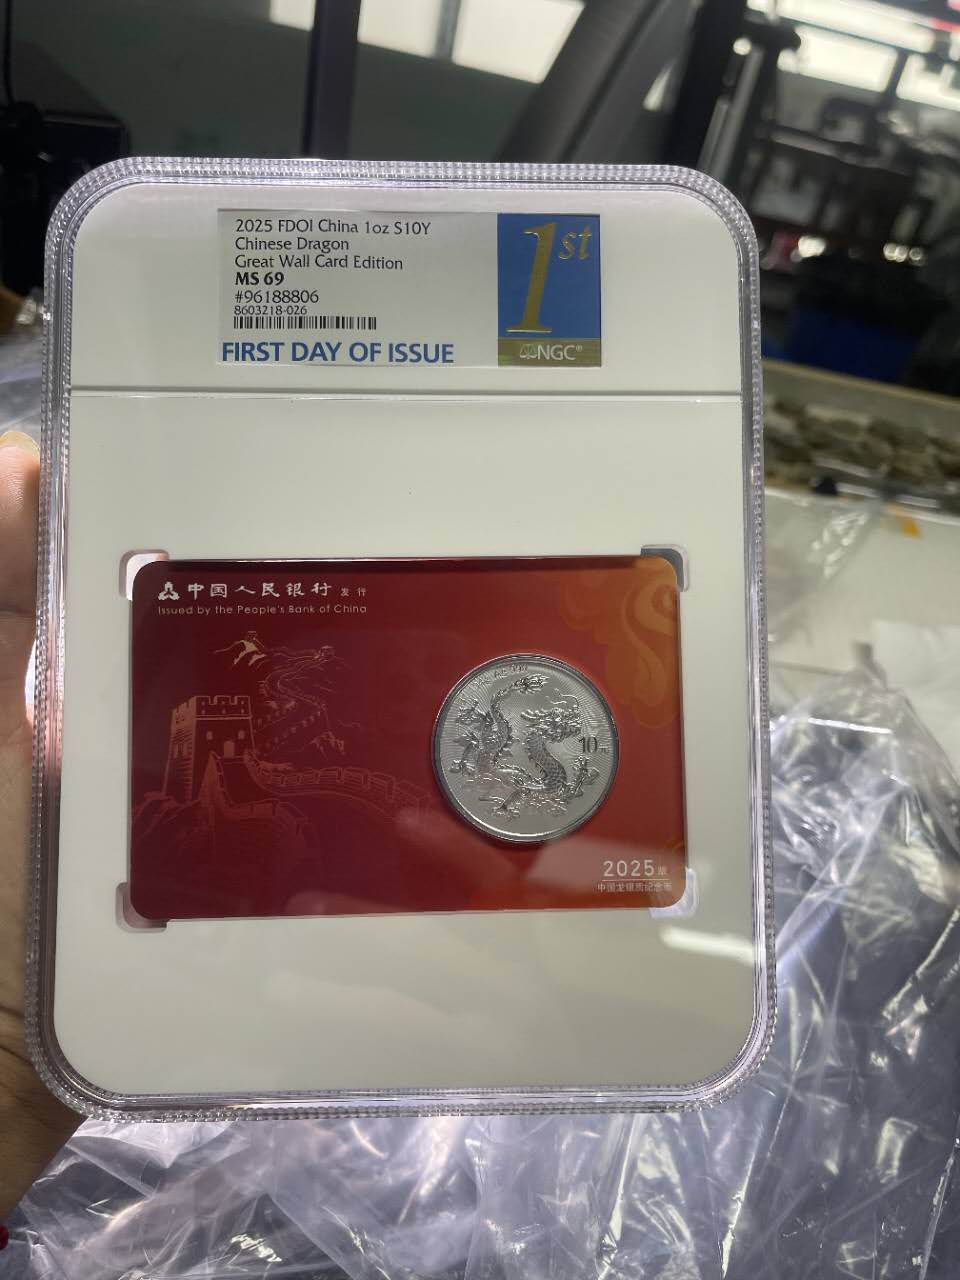 2025 FDOI China 1oz S10Y
Chinese Dragon
Great Wall Card Edition
MS 69
#96188806
8603218-026
FIRST DAY OF ISSUE
1st
NGC®
中国人民银行 发行
Issued by the People's Bank of China
10元
2025版
中国龙银质纪念币